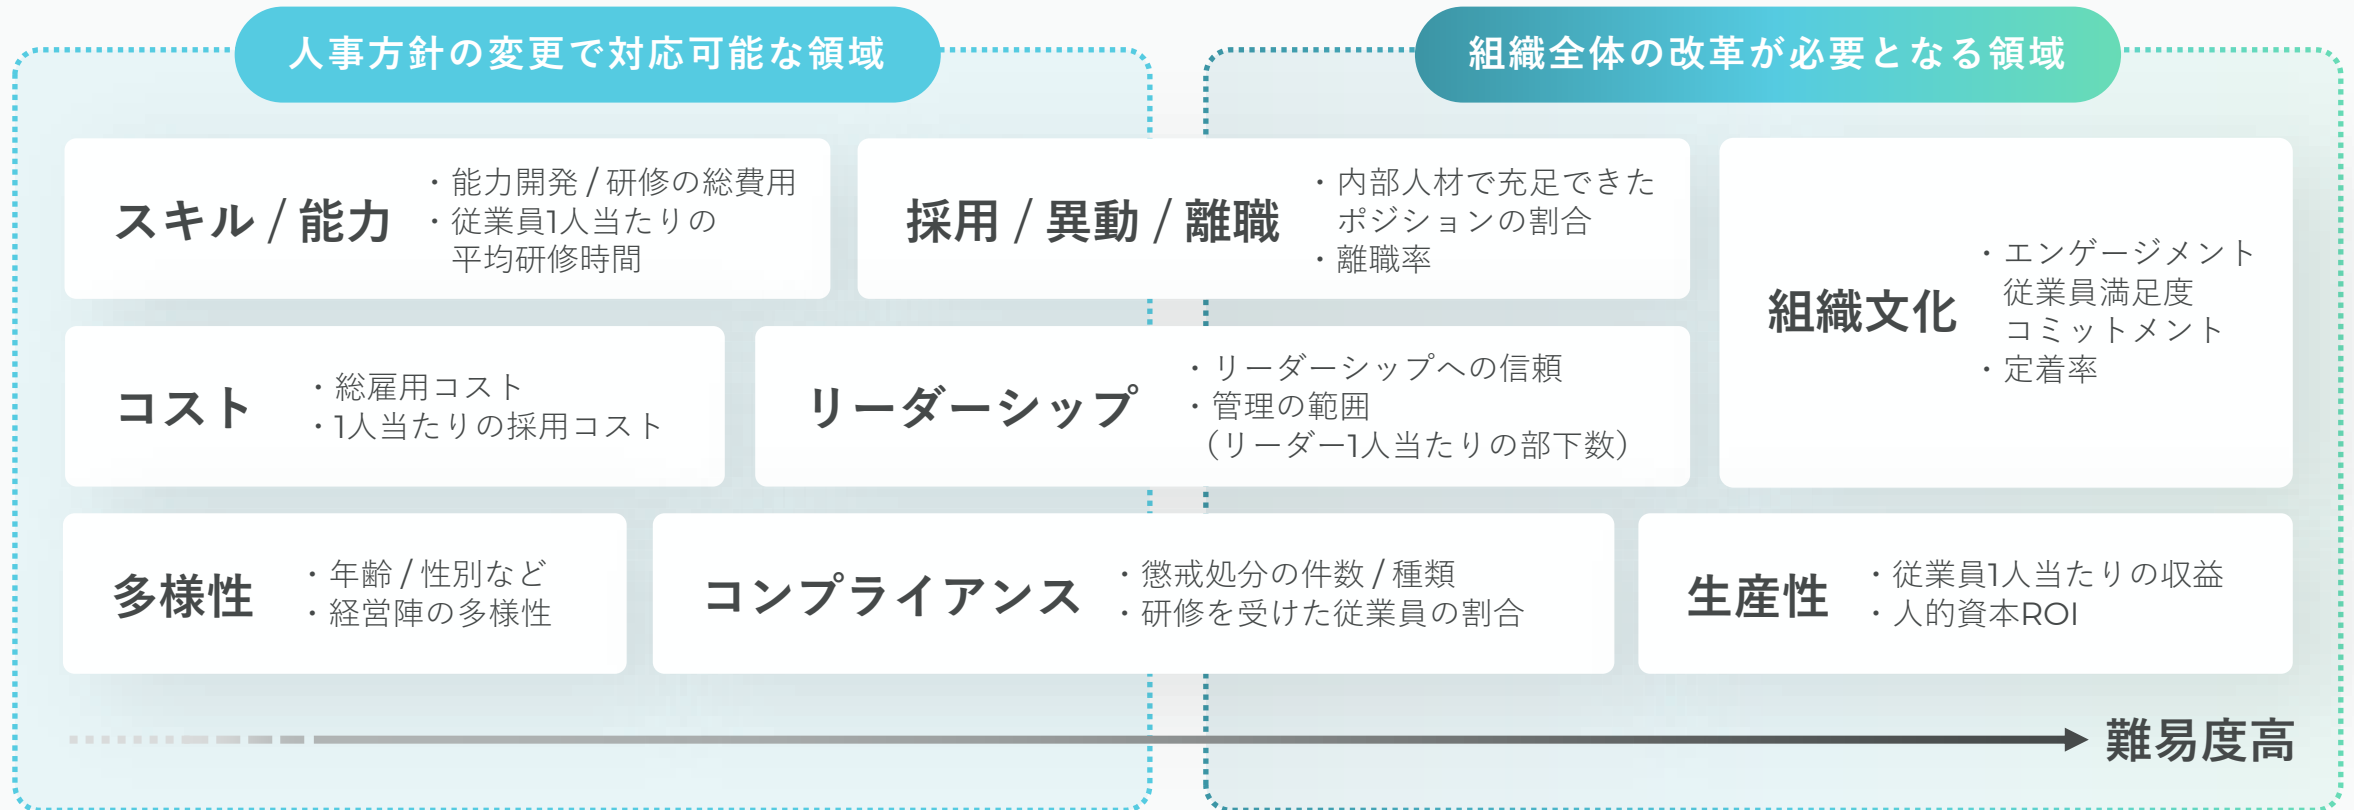 人事方針の変更で対応可能な領域
組織全体の改革が必要となる領域
スキル / 能力
・能力開発 / 研修の総費用
・従業員1人当たりの
平均研修時間
採用 / 異動 / 離職
・内部人材で充足できた
ポジションの割合
・離職率
組織文化
・エンゲージメント
従業員満足度
コミットメント
・定着率
コスト
・総雇用コスト
・1人当たりの採用コスト
リーダーシップ
・リーダーシップへの信頼
・管理の範囲
（リーダー1人当たりの部下数）
多様性
・年齢 / 性別など
・経営陣の多様性
コンプライアンス
・懲戒処分の件数 / 種類
・研修を受けた従業員の割合
生産性
・従業員1人当たりの収益
・人的資本ROI
難易度高